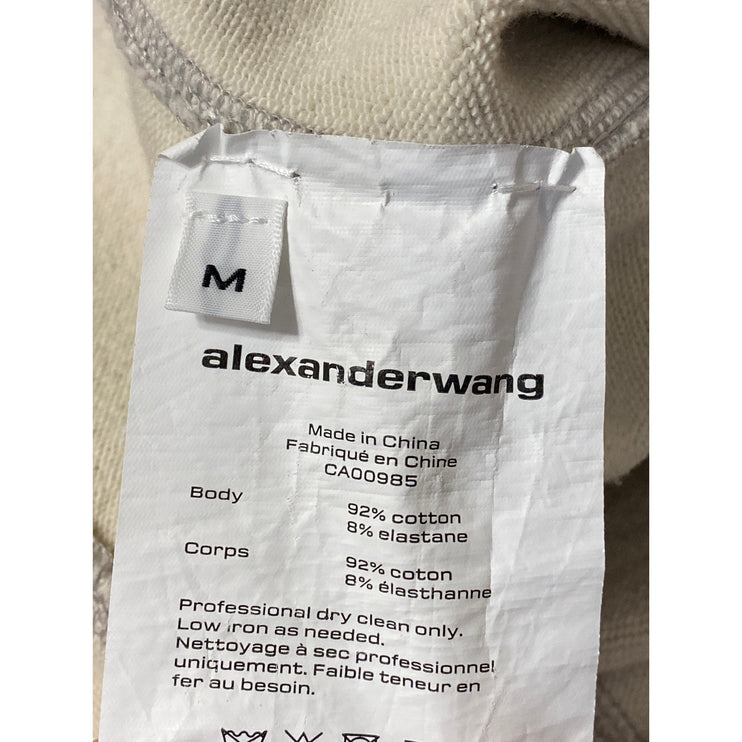 M
alexanderwang
Made in China
Fabriqué en Chine
CA00985
Body
92% cotton
8% elastane
Corps
92% coton
8% élasthanne
Professional dry clean only.
Low iron as needed.
Nettoyage à sec professionnel
uniquement. Faible teneur en
fer au besoin.